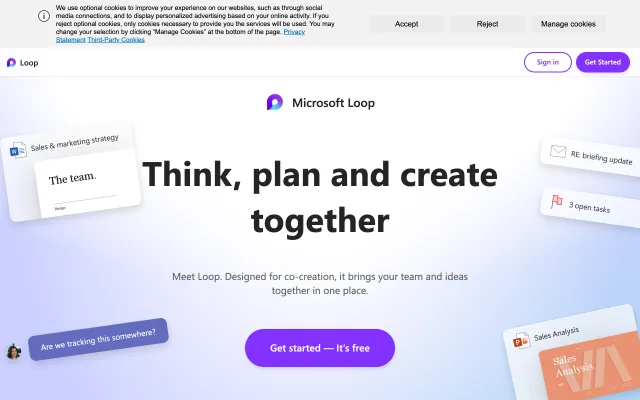 We use optional cookies to improve your experience on our websites, such as through social
media connections, and to display personalized advertising based on your online activity. If you
reject optional cookies, only cookies necessary to provide you the services will be used. You may
change your selection by clicking "Manage Cookies" at the bottom of the page. Privacy
Statement Third-Party Cookies
Accept
Reject
Manage cookies
Loop
Sign in
Get Started
Microsoft Loop
Sales & marketing strategy
The team.
Design
RE: briefing update
3 open tasks
Think, plan and create
together
Meet Loop. Designed for co-creation, it brings your team and ideas
together in one place.
Are we tracking this somewhere?
Get started — It's free
Sales Analysis
Sales
Analysis